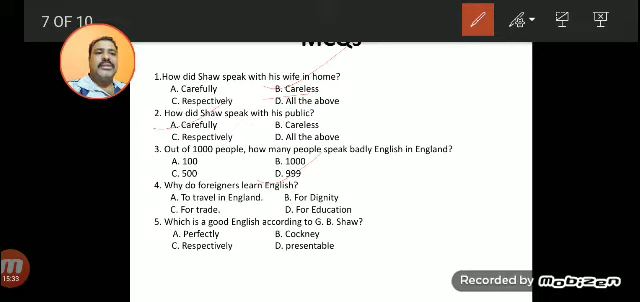 7 OF 10
MCQs
1.How did Shaw speak with his wife in home?
A. Carefully B. Careless
C. Respectively D. All the above
2. How did Shaw speak with his public?
A. Carefully B. Careless
C. Respectively D. All the above
3. Out of 1000 people, how many people speak badly English in England?
A. 100 B. 1000
C. 500 D. 999
4. Why do foreigners learn English?
A. To travel in England. B. For Dignity
C. For trade. D. For Education
5. Which is a good English according to G. B. Shaw?
A. Perfectly B. Cockney
C. Respectively D. presentable
15:33
Recorded by Mobizen